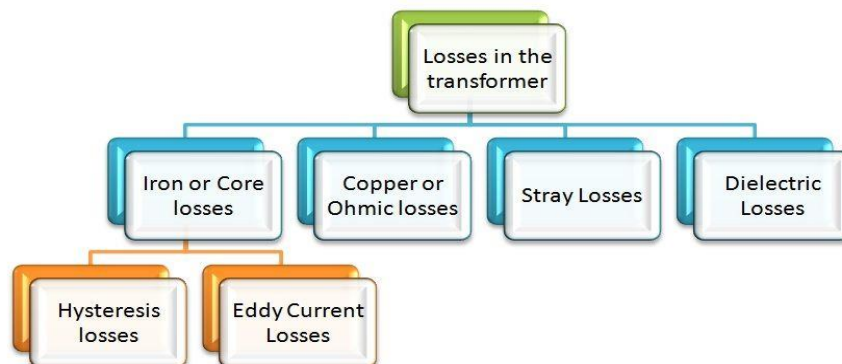 Losses in the
transformer
Iron or Core
losses
Copper or
Ohmic losses
Stray Losses
Dielectric
Losses
Hysteresis
losses
Eddy Current
Losses